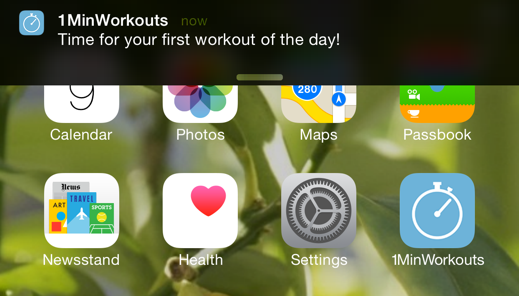 1MinWorkouts now
Time for your first workout of the day!
9
280
Calendar Photos Maps Passbook
News
ART TRAVEL SPORTS
Newsstand Health Settings 1MinWorkouts